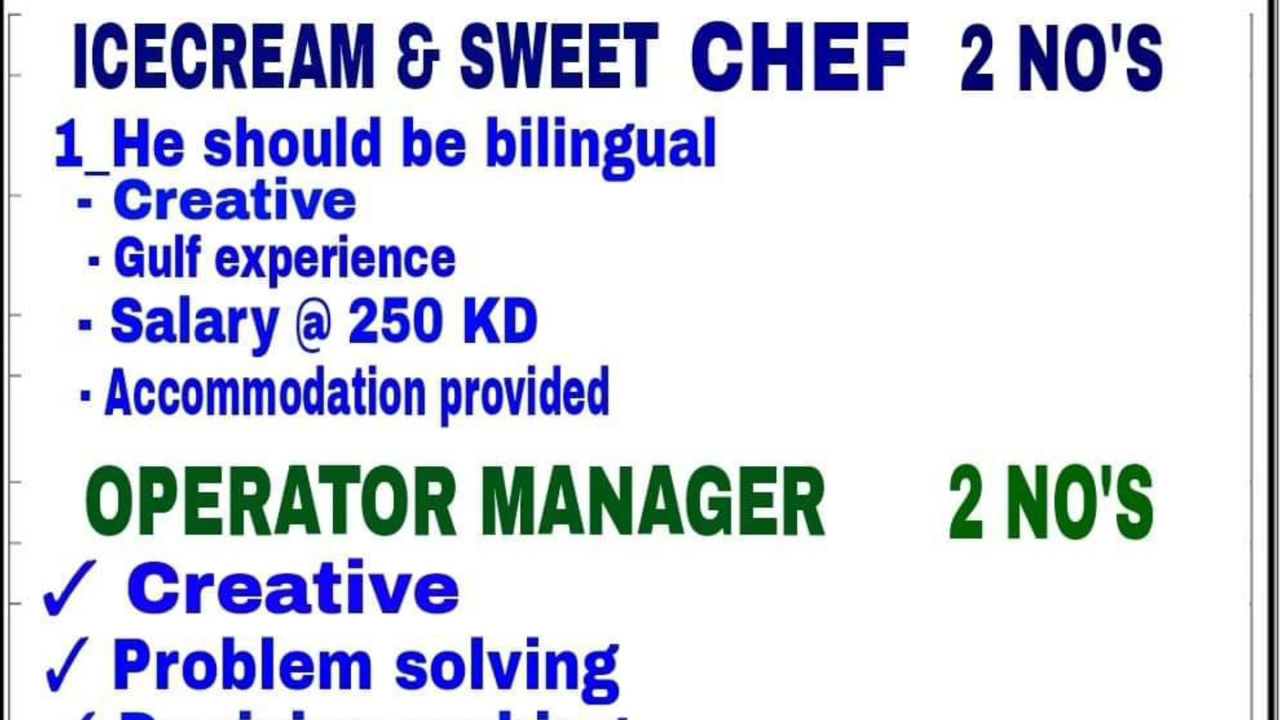 ICECREAM & SWEET CHEF 2 NO'S
1_He should be bilingual
- Creative
- Gulf experience
- Salary @ 250 KD
- Accommodation provided
OPERATOR MANAGER 2 NO'S
✓ Creative
✓ Problem solving